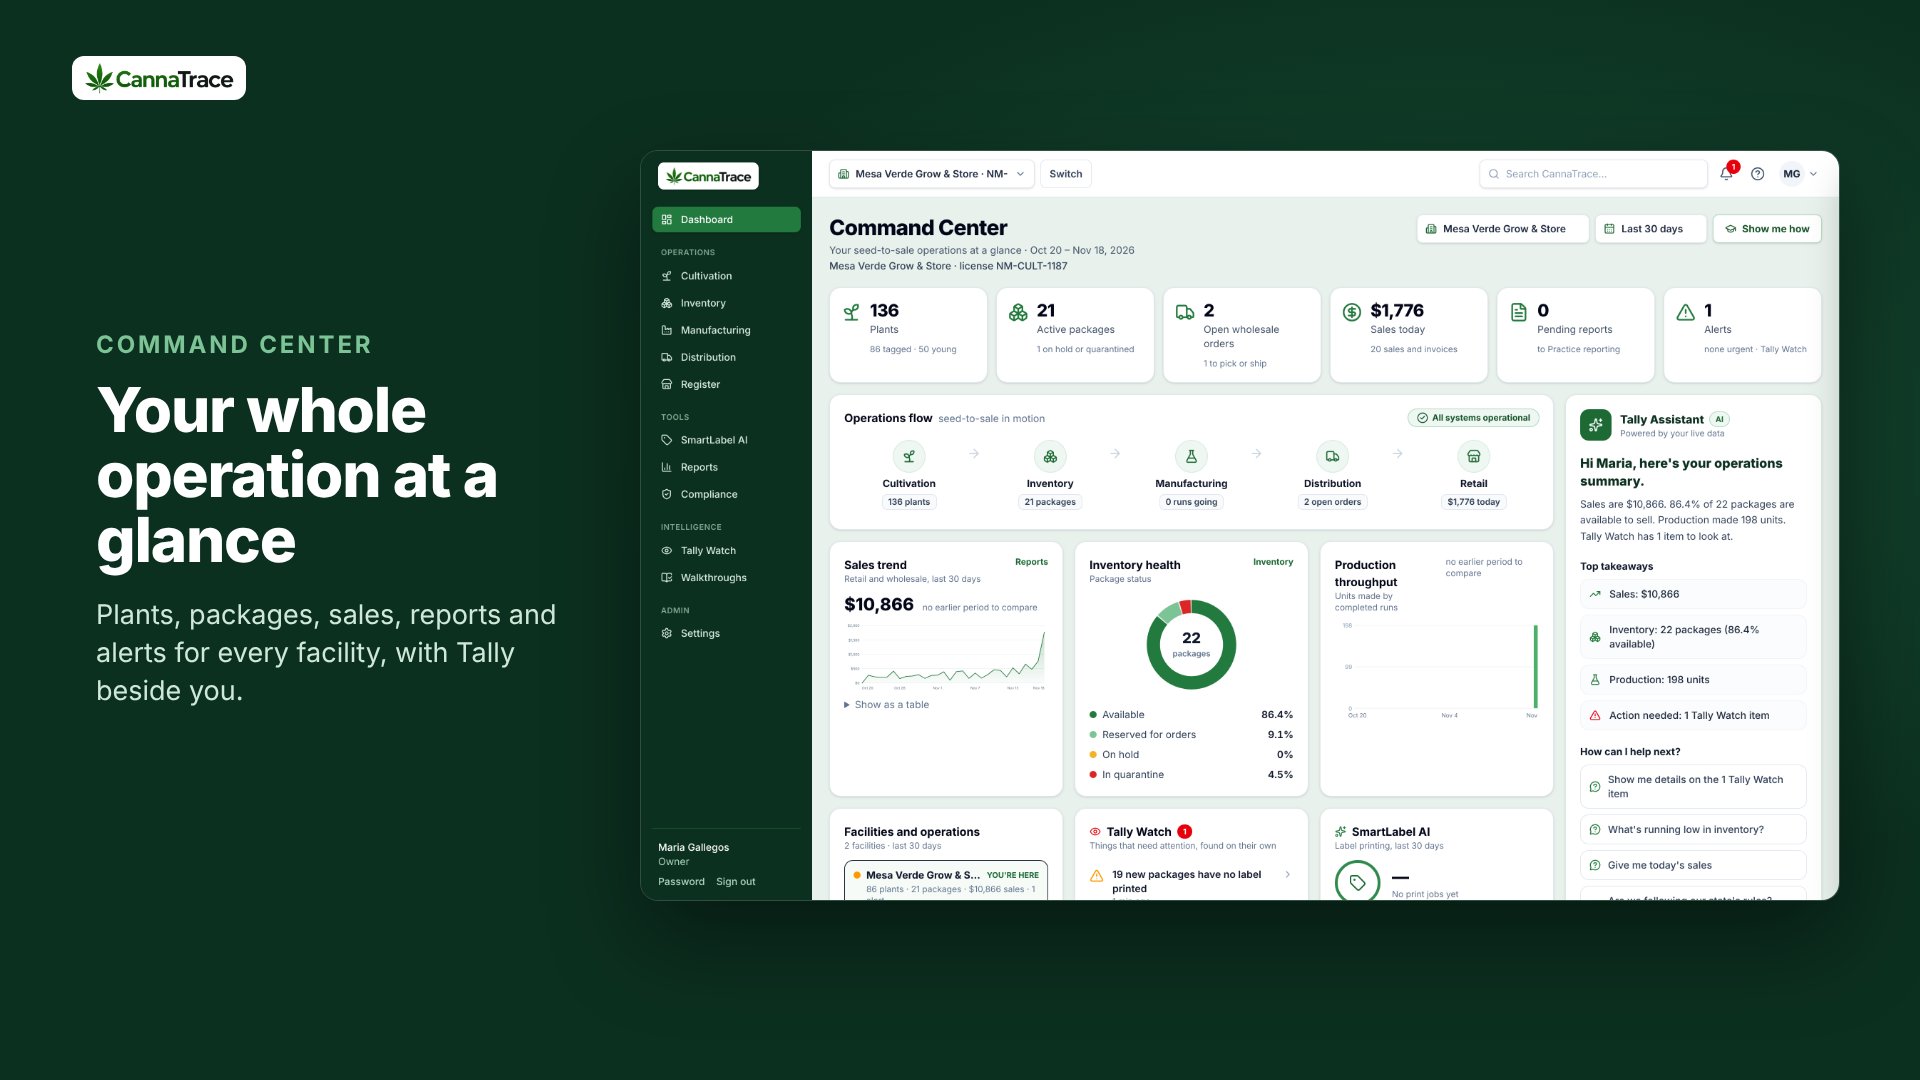 CannaTrace
COMMAND CENTER
Your whole
operation at a
glance
Plants, packages, sales, reports and
alerts for every facility, with Tally
beside you.
CannaTrace
Dashboard
OPERATIONS
Cultivation
Inventory
Manufacturing
Distribution
Register
TOOLS
SmartLabel AI
Reports
Compliance
INTELLIGENCE
Tally Watch
Walkthroughs
ADMIN
Settings
Maria Gallegos
Owner
Password Sign out
Mesa Verde Grow & Store · NM-
Switch
Search CannaTrace...
1
MG
Command Center
Your seed-to-sale operations at a glance · Oct 20 – Nov 18, 2026
Mesa Verde Grow & Store · license NM-CULT-1187
Mesa Verde Grow & Store
Last 30 days
Show me how
136
Plants
86 tagged · 50 young
21
Active packages
1 on hold or quarantined
2
Open wholesale
orders
1 to pick or ship
$1,776
Sales today
20 sales and invoices
0
Pending reports
to Practice reporting
1
Alerts
none urgent · Tally Watch
Operations flow seed-to-sale in motion
All systems operational
Cultivation
136 plants
Inventory
21 packages
Manufacturing
0 runs going
Distribution
2 open orders
Retail
$1,776 today
Sales trend
Reports
Retail and wholesale, last 30 days
$10,866 no earlier period to compare
Show as a table
Inventory health
Inventory
Package status
22
packages
Available 86.4%
Reserved for orders 9.1%
On hold 0%
In quarantine 4.5%
Production
throughput
no earlier period to
compare
Units made by
completed runs
198
99
0
Oct 20 Nov 4 Nov
Facilities and operations
2 facilities · last 30 days
Mesa Verde Grow & S... YOU'RE HERE
86 plants · 21 packages · $10,866 sales · 1
Tally Watch 1
Things that need attention, found on their own
19 new packages have no label
printed
SmartLabel AI
Label printing, last 30 days
—
No print jobs yet
Tally Assistant AI
Powered by your live data
Hi Maria, here's your operations
summary.
Sales are $10,866. 86.4% of 22 packages are
available to sell. Production made 198 units.
Tally Watch has 1 item to look at.
Top takeaways
Sales: $10,866
Inventory: 22 packages (86.4%
available)
Production: 198 units
Action needed: 1 Tally Watch item
How can I help next?
Show me details on the 1 Tally Watch
item
What's running low in inventory?
Give me today's sales